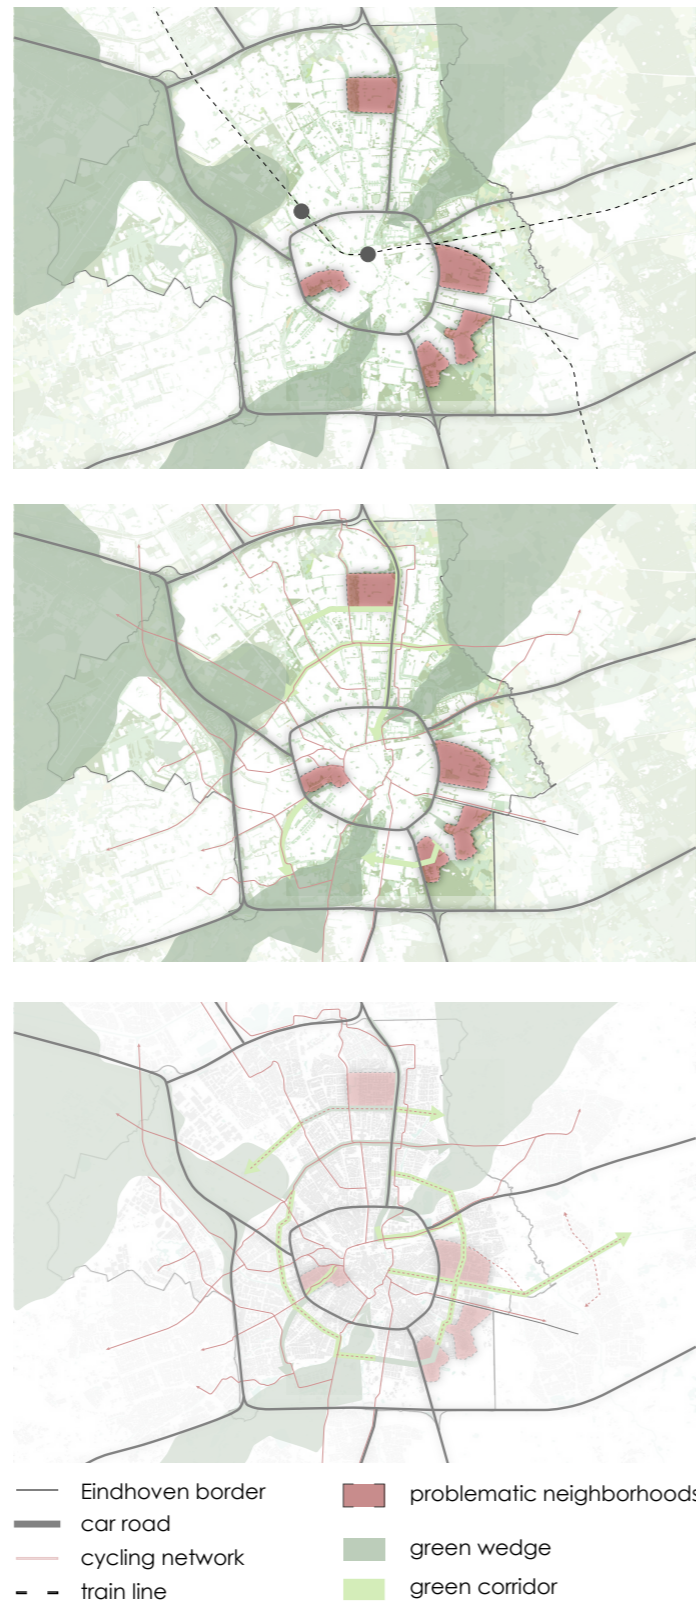 Eindhoven border
car road
cycling network
train line
problematic neighborhoods
green wedge
green corridor